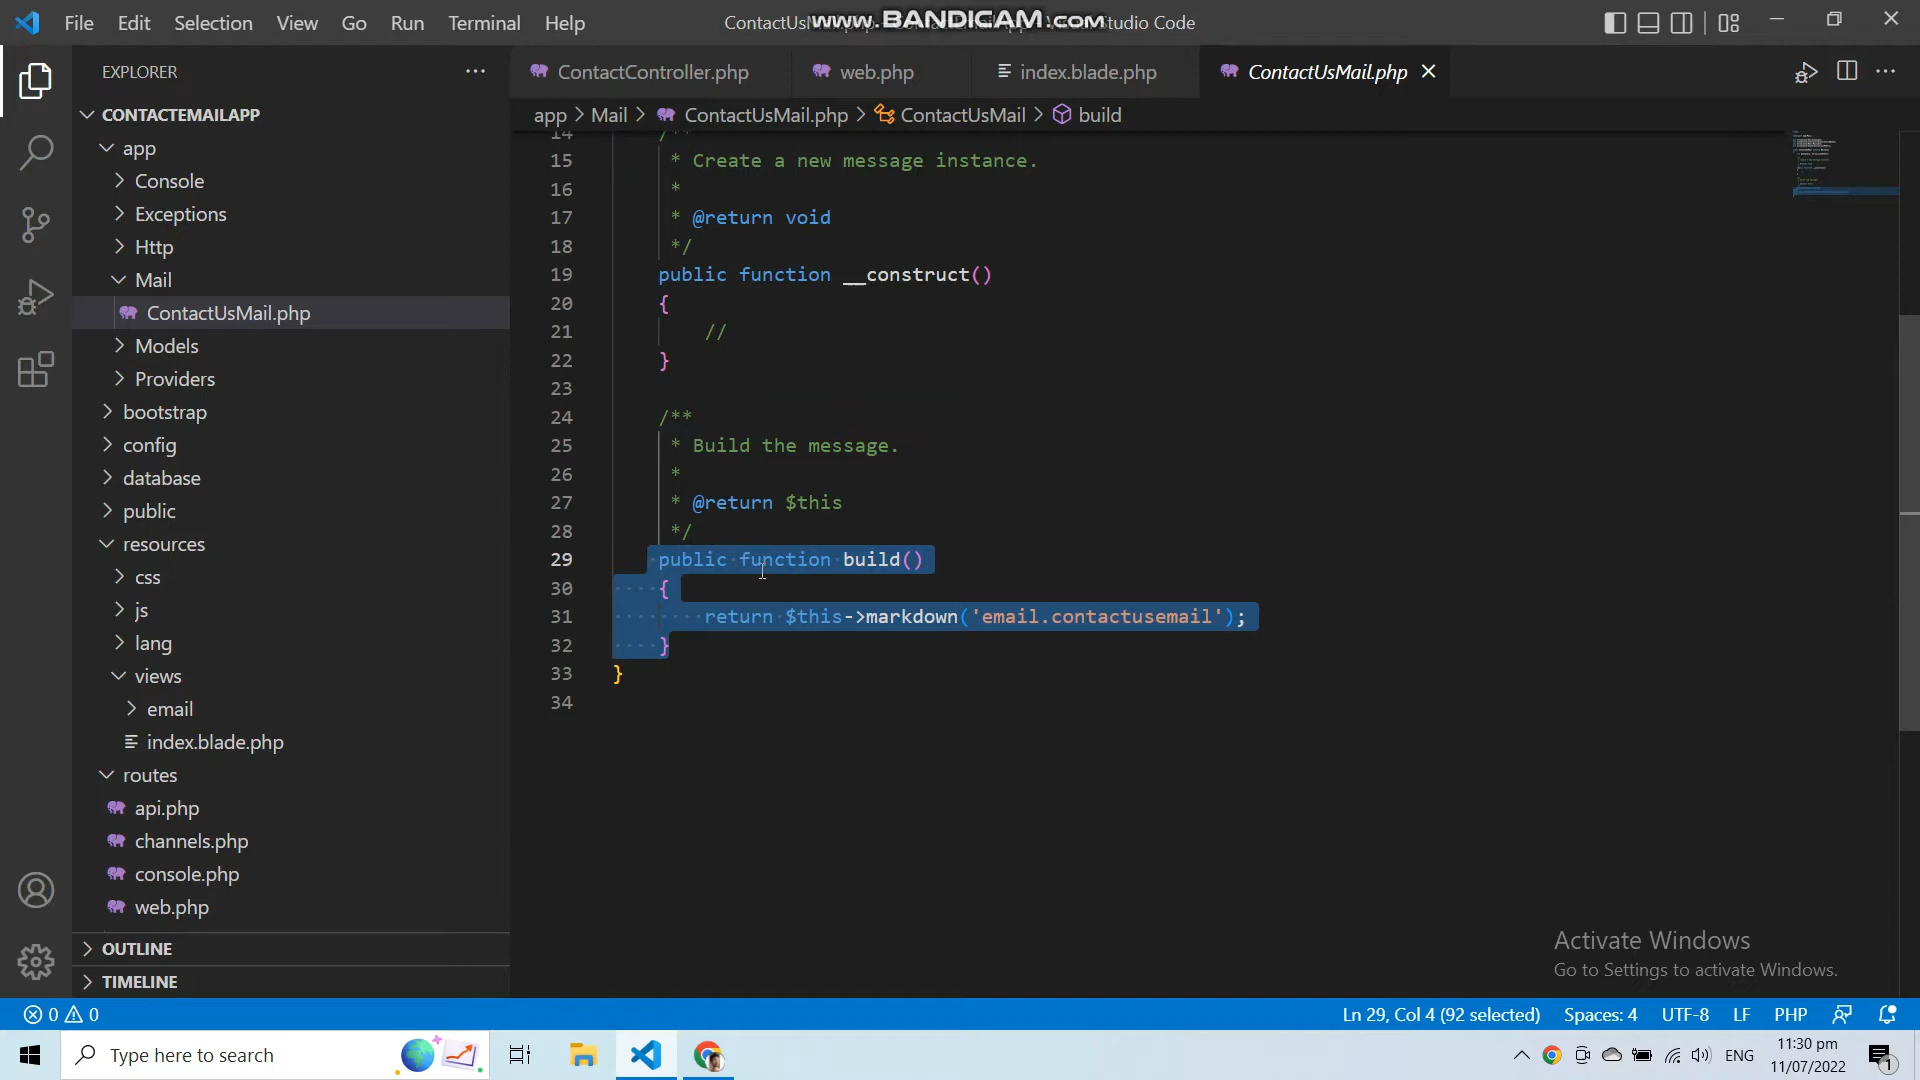 File Edit Selection View Go Run Terminal Help
www.BANDICAM.com
EXPLORER
ContactController.php
web.php
index.blade.php
ContactUsMail.php
app > Mail > ContactUsMail.php > ContactUsMail > build
CONTACTEMAILAPP
app
Console
Exceptions
Http
Mail
ContactUsMail.php
Models
Providers
bootstrap
config
database
public
resources
css
js
lang
views
email
index.blade.php
routes
api.php
channels.php
console.php
web.php
OUTLINE
TIMELINE
14 /**
15 * Create a new message instance.
16 *
17 * @return void
18 */
19 public function __construct()
20 {
21 //
22 }
23
24 /**
25 * Build the message.
26 *
27 * @return $this
28 */
29 public function build()
30 {
31 return $this->markdown('email.contactusemail');
32 }
33 }
34
Activate Windows
Go to Settings to activate Windows.
0 0
Ln 29, Col 4 (92 selected) Spaces: 4 UTF-8 LF PHP
Type here to search
ENG
11:30 pm
11/07/2022
1